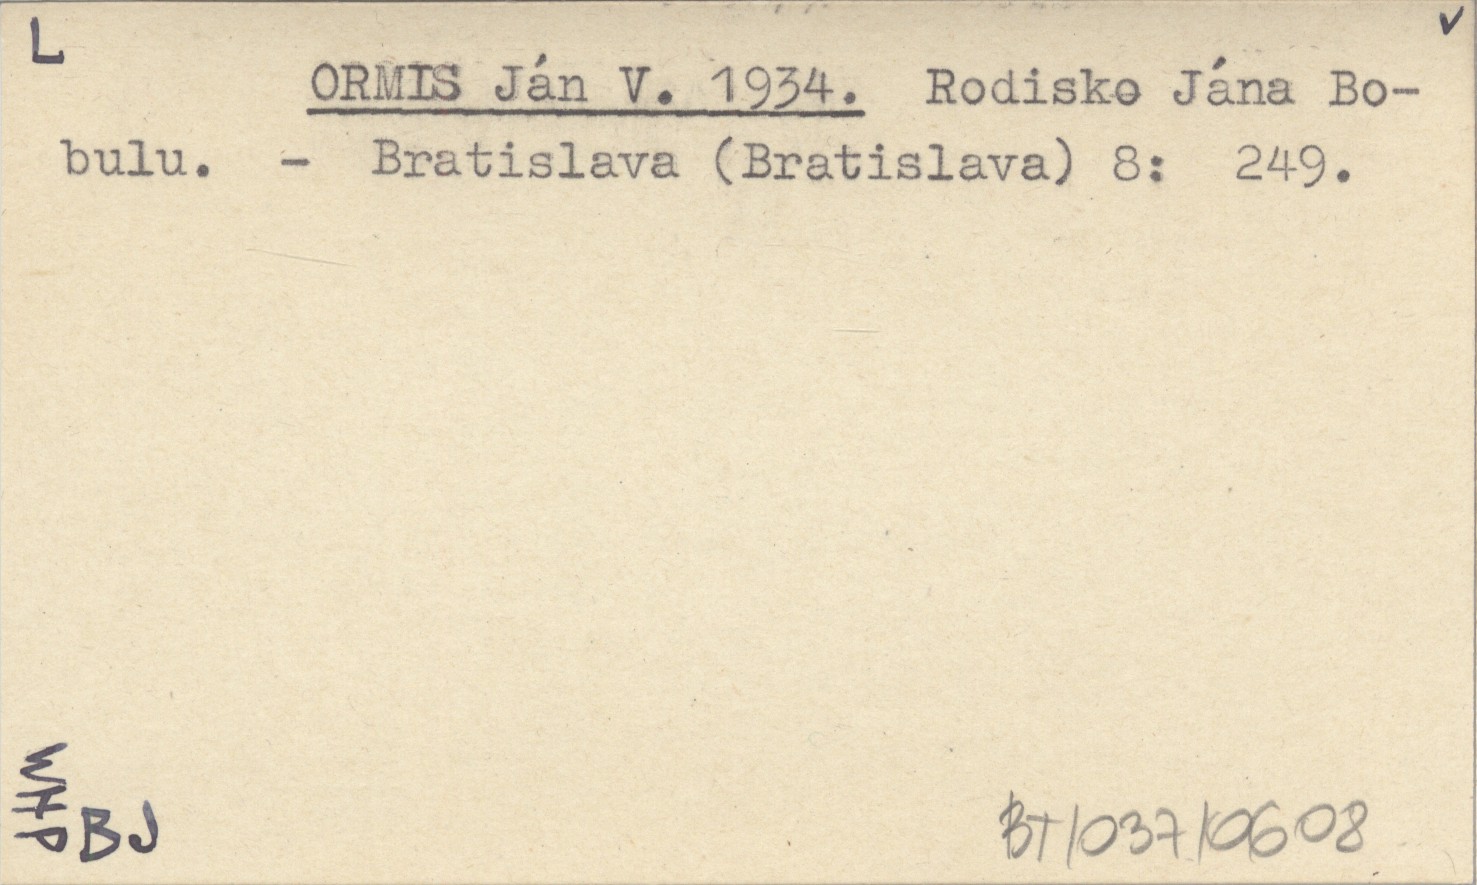 L
ORMIS Ján V. 1934. Rodisko Jána Bo-
bulu. - Bratislava (Bratislava) 8: 249.
BJ
BT/037/0608